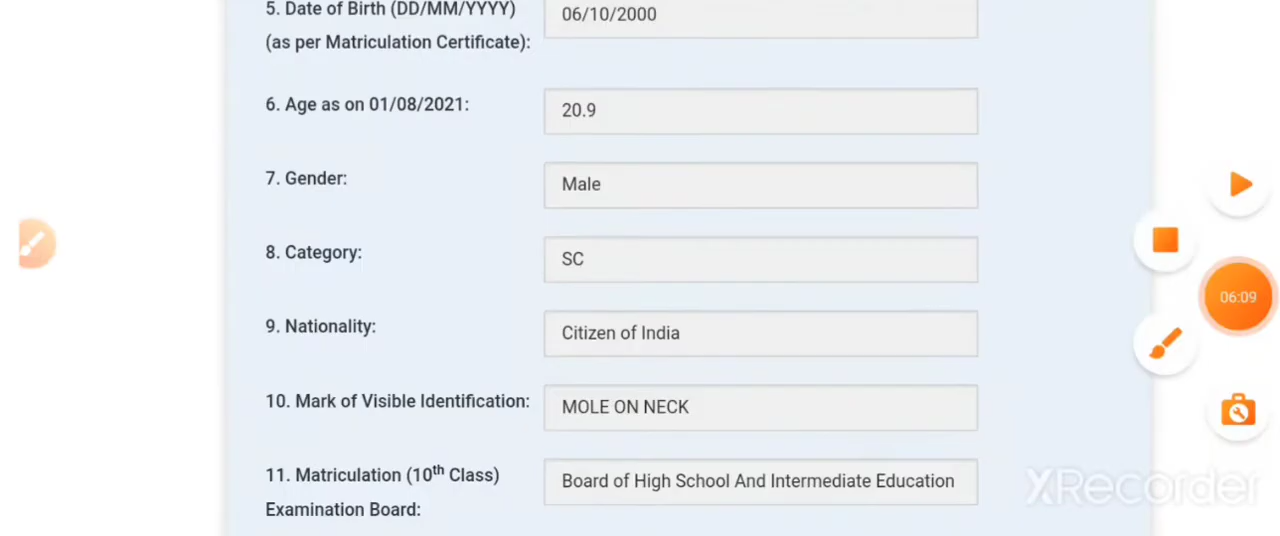 5. Date of Birth (DD/MM/YYYY)
(as per Matriculation Certificate):
06/10/2000
6. Age as on 01/08/2021:
20.9
7. Gender:
Male
8. Category:
SC
9. Nationality:
Citizen of India
10. Mark of Visible Identification:
MOLE ON NECK
11. Matriculation (10th Class)
Examination Board:
Board of High School And Intermediate Education
06:09
XRecorder